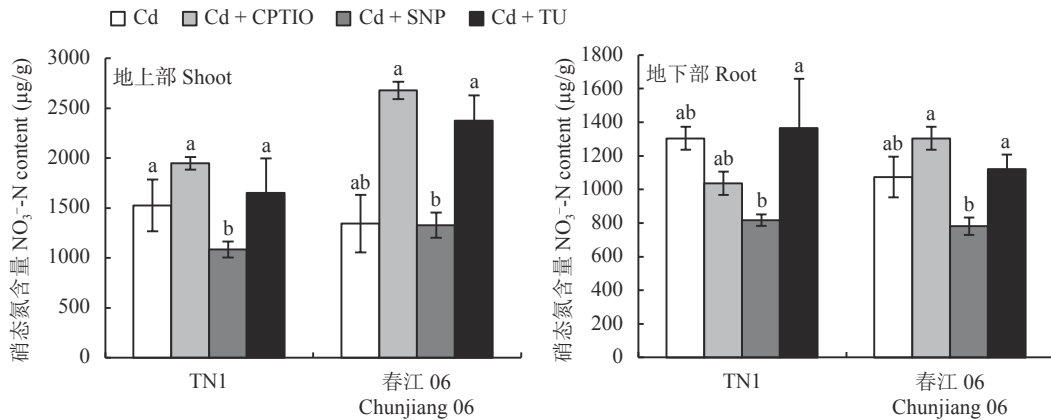 Cd Cd + CPTIO Cd + SNP Cd + TU
硝态氮含量 NO₃⁻-N content (μg/g)
3000
2500
2000
1500
1000
500
0
地上部 Shoot
a a b a
ab a b a
TN1
春江 06
Chunjiang 06
硝态氮含量 NO₃⁻-N content (μg/g)
1800
1600
1400
1200
1000
800
600
400
200
0
地下部 Root
ab ab b a
ab a b a
TN1
春江 06
Chunjiang 06